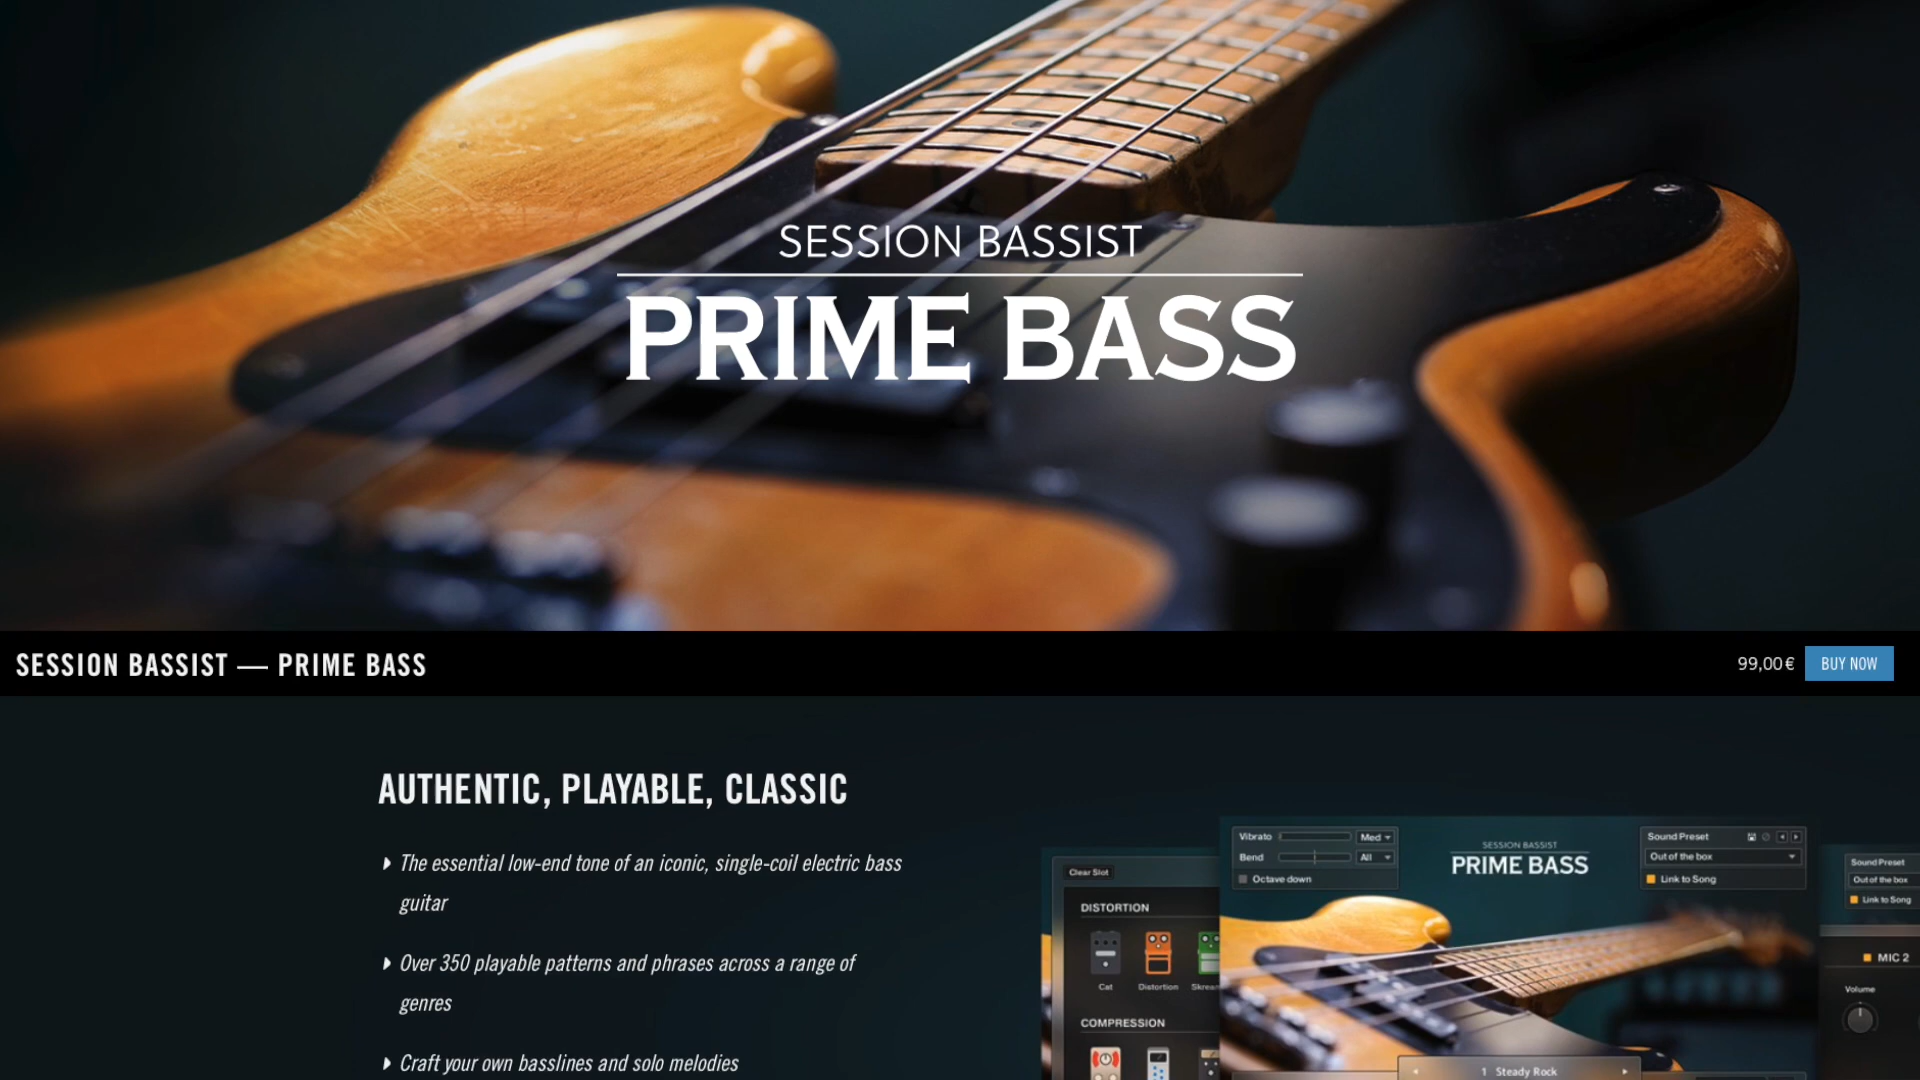 SESSION BASSIST
PRIME BASS
SESSION BASSIST — PRIME BASS
99,00 €
BUY NOW
AUTHENTIC, PLAYABLE, CLASSIC
The essential low-end tone of an iconic, single-coil electric bass
guitar
Over 350 playable patterns and phrases across a range of
genres
Craft your own basslines and solo melodies
Clear Slot
DISTORTION
Cat
Distortion
COMPRESSION
Vibrato
Med
Bend
All
Octave down
SESSION BASSIST
PRIME BASS
Sound Preset
Out of the box
Link to Song
1 Steady Rock
Sound Preset
Out of the box
Link to Song
MIC 2
Volume